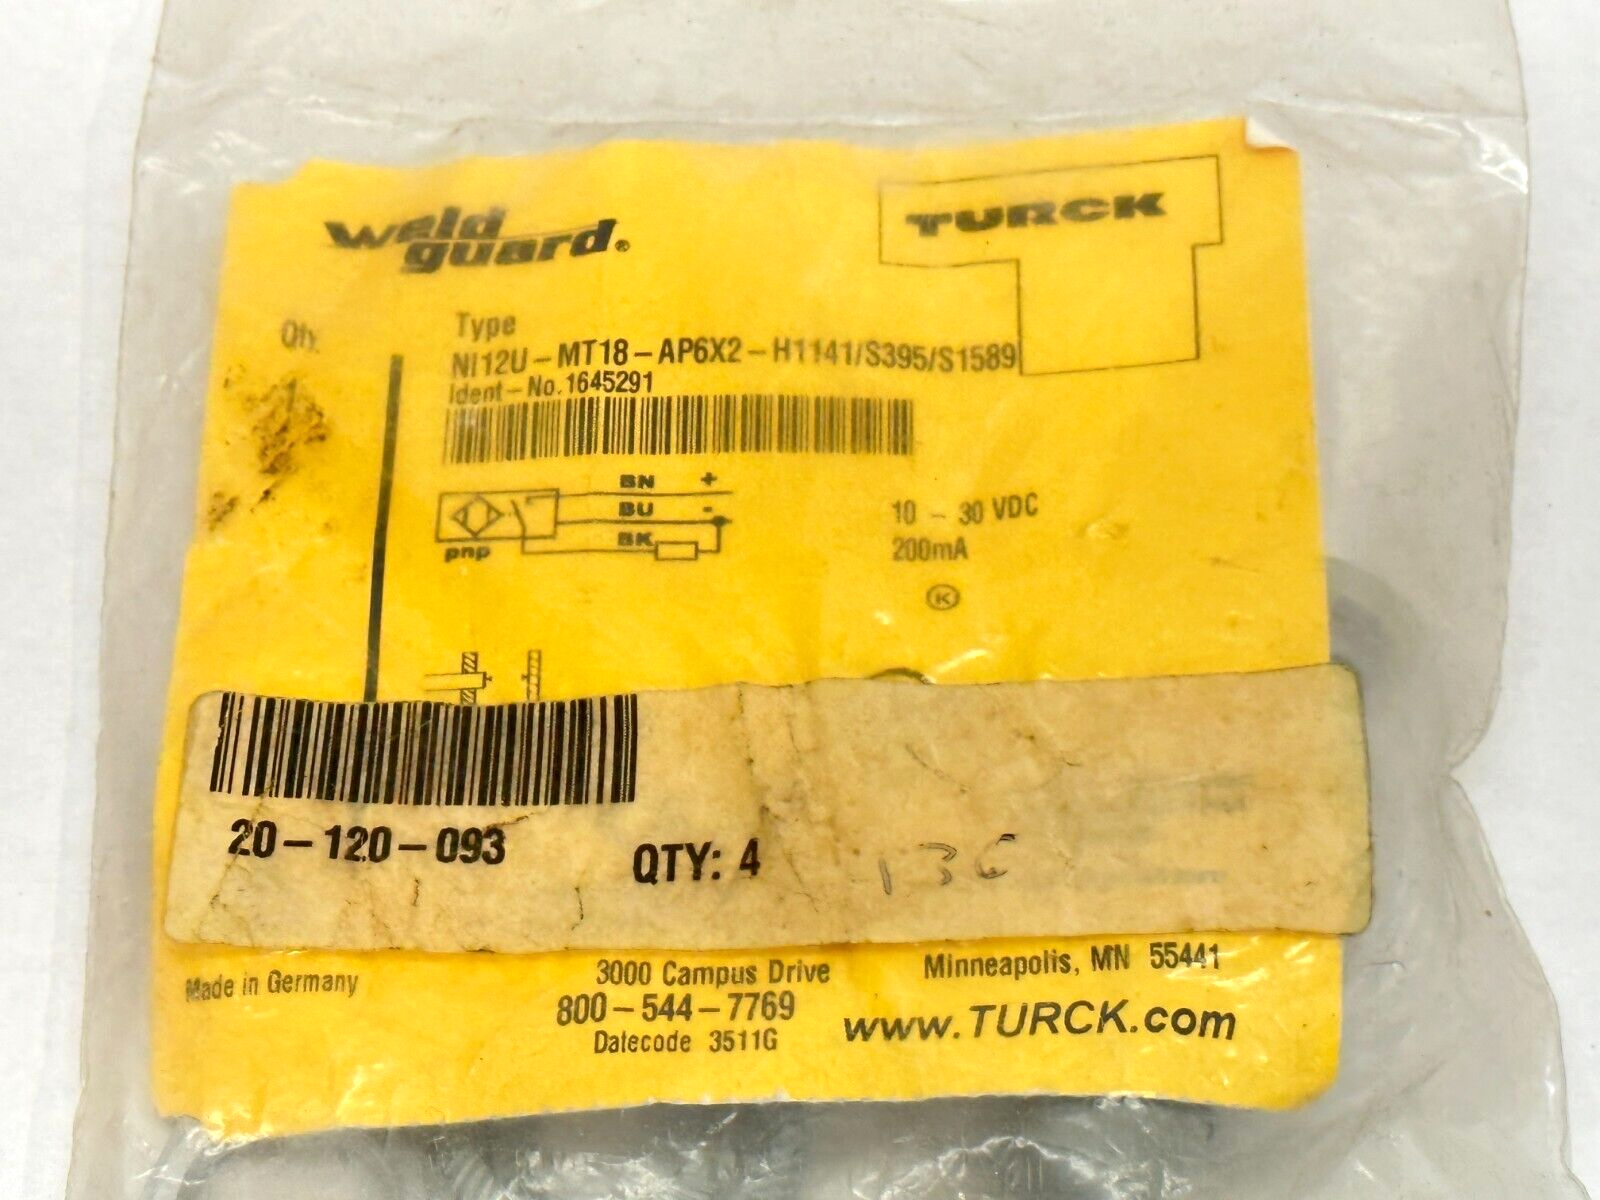 Weld
guard®
TURCK
Qty.
Type
NI12U-MT18-AP6X2-H1141/S395/S1589
Ident-No. 1645291
BN +
BU -
BK
pnp
10 - 30 VDC
200mA
K
20-120-093
QTY: 4
136
Made in Germany
3000 Campus Drive
Minneapolis, MN 55441
800-544-7769
www.TURCK.com
Datecode 3511G